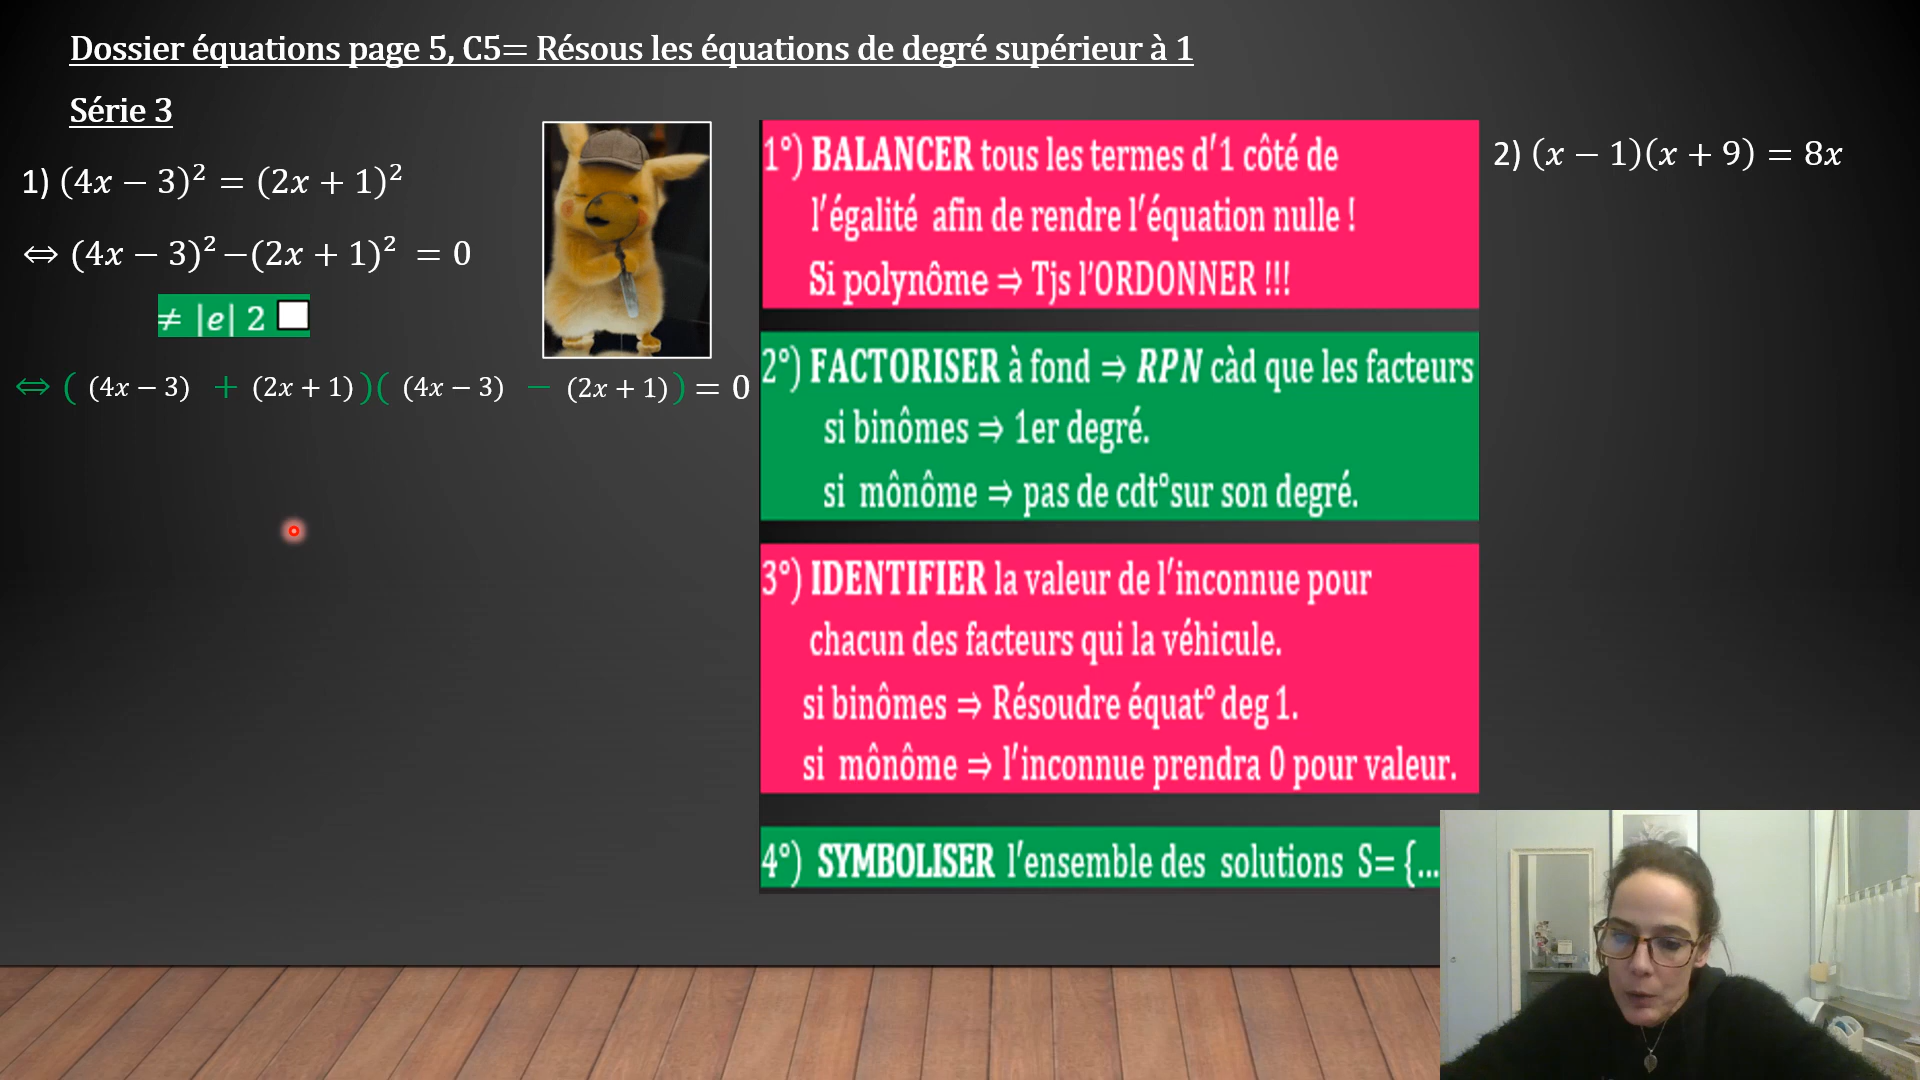 Dossier équations page 5, C5= Résous les équations de degré supérieur à 1
Série 3
1) (4x − 3)² = (2x + 1)²
⇔ (4x − 3)² −(2x + 1)² = 0
≠ |e| 2 □
⇔ ( (4x − 3) + (2x + 1) )( (4x − 3) − (2x + 1) ) = 0
1°) BALANCER tous les termes d'1 côté de
l'égalité afin de rendre l'équation nulle !
Si polynôme ⇒ Tjs l'ORDONNER !!!
2°) FACTORISER à fond ⇒ RPN càd que les facteurs
si binômes ⇒ 1er degré.
si mônôme ⇒ pas de cdt°sur son degré.
3°) IDENTIFIER la valeur de l'inconnue pour
chacun des facteurs qui la véhicule.
si binômes ⇒ Résoudre équat° deg 1.
si mônôme ⇒ l'inconnue prendra 0 pour valeur.
4°) SYMBOLISER l'ensemble des solutions S= {...
2) (x − 1)(x + 9) = 8x